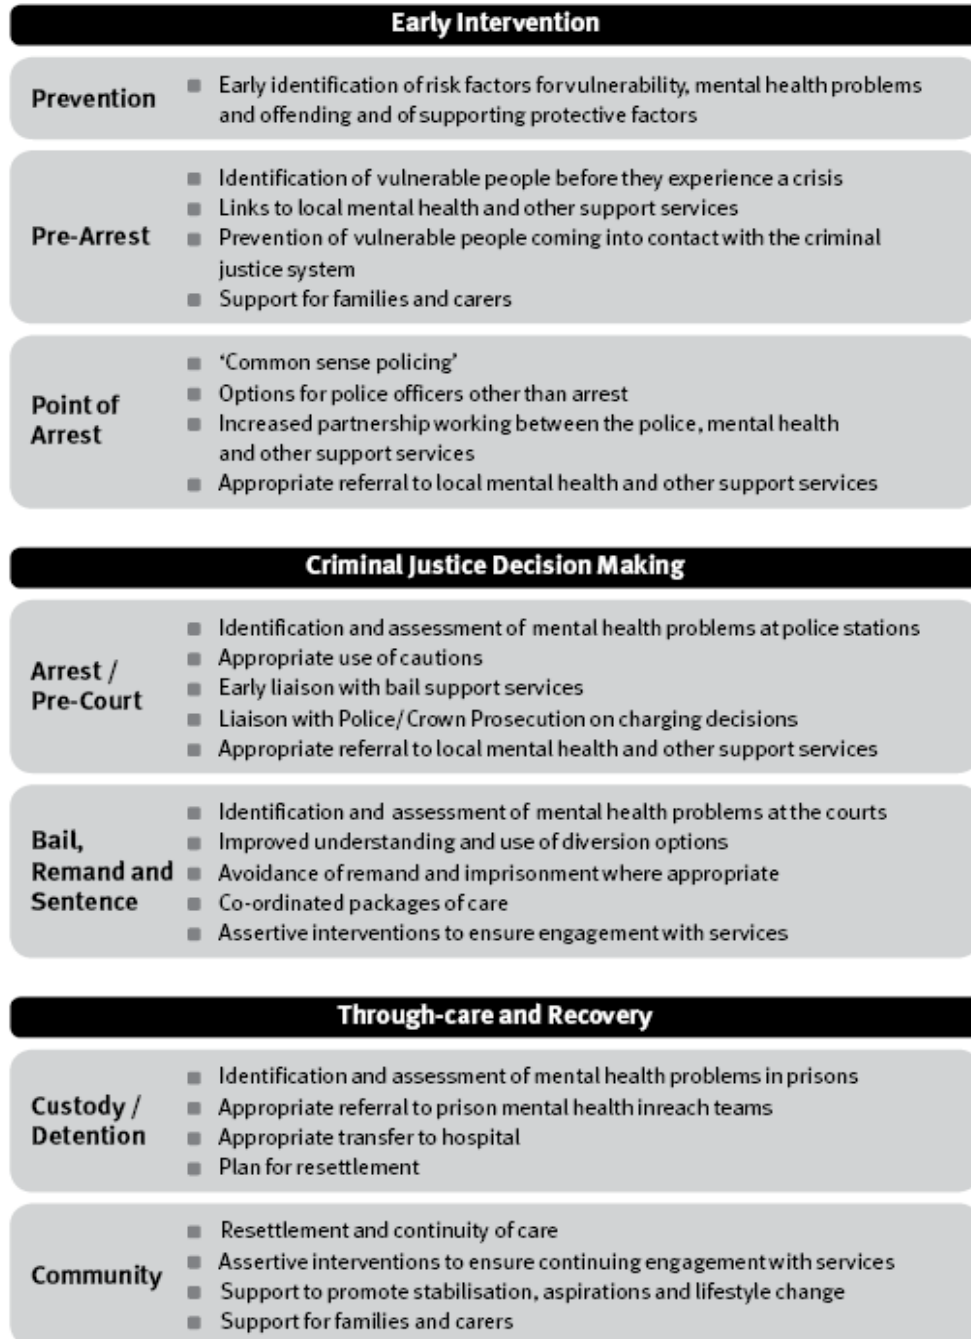 Early Intervention
Prevention
Early identification of risk factors for vulnerability, mental health problems
and offending and of supporting protective factors
Pre-Arrest
Identification of vulnerable people before they experience a crisis
Links to local mental health and other support services
Prevention of vulnerable people coming into contact with the criminal
justice system
Support for families and carers
Point of
Arrest
‘Common sense policing’
Options for police officers other than arrest
Increased partnership working between the police, mental health
and other support services
Appropriate referral to local mental health and other support services
Criminal Justice Decision Making
Arrest /
Pre-Court
Identification and assessment of mental health problems at police stations
Appropriate use of cautions
Early liaison with bail support services
Liaison with Police/Crown Prosecution on charging decisions
Appropriate referral to local mental health and other support services
Bail,
Remand and
Sentence
Identification and assessment of mental health problems at the courts
Improved understanding and use of diversion options
Avoidance of remand and imprisonment where appropriate
Co-ordinated packages of care
Assertive interventions to ensure engagement with services
Through-care and Recovery
Custody /
Detention
Identification and assessment of mental health problems in prisons
Appropriate referral to prison mental health inreach teams
Appropriate transfer to hospital
Plan for resettlement
Community
Resettlement and continuity of care
Assertive interventions to ensure continuing engagement with services
Support to promote stabilisation, aspirations and lifestyle change
Support for families and carers